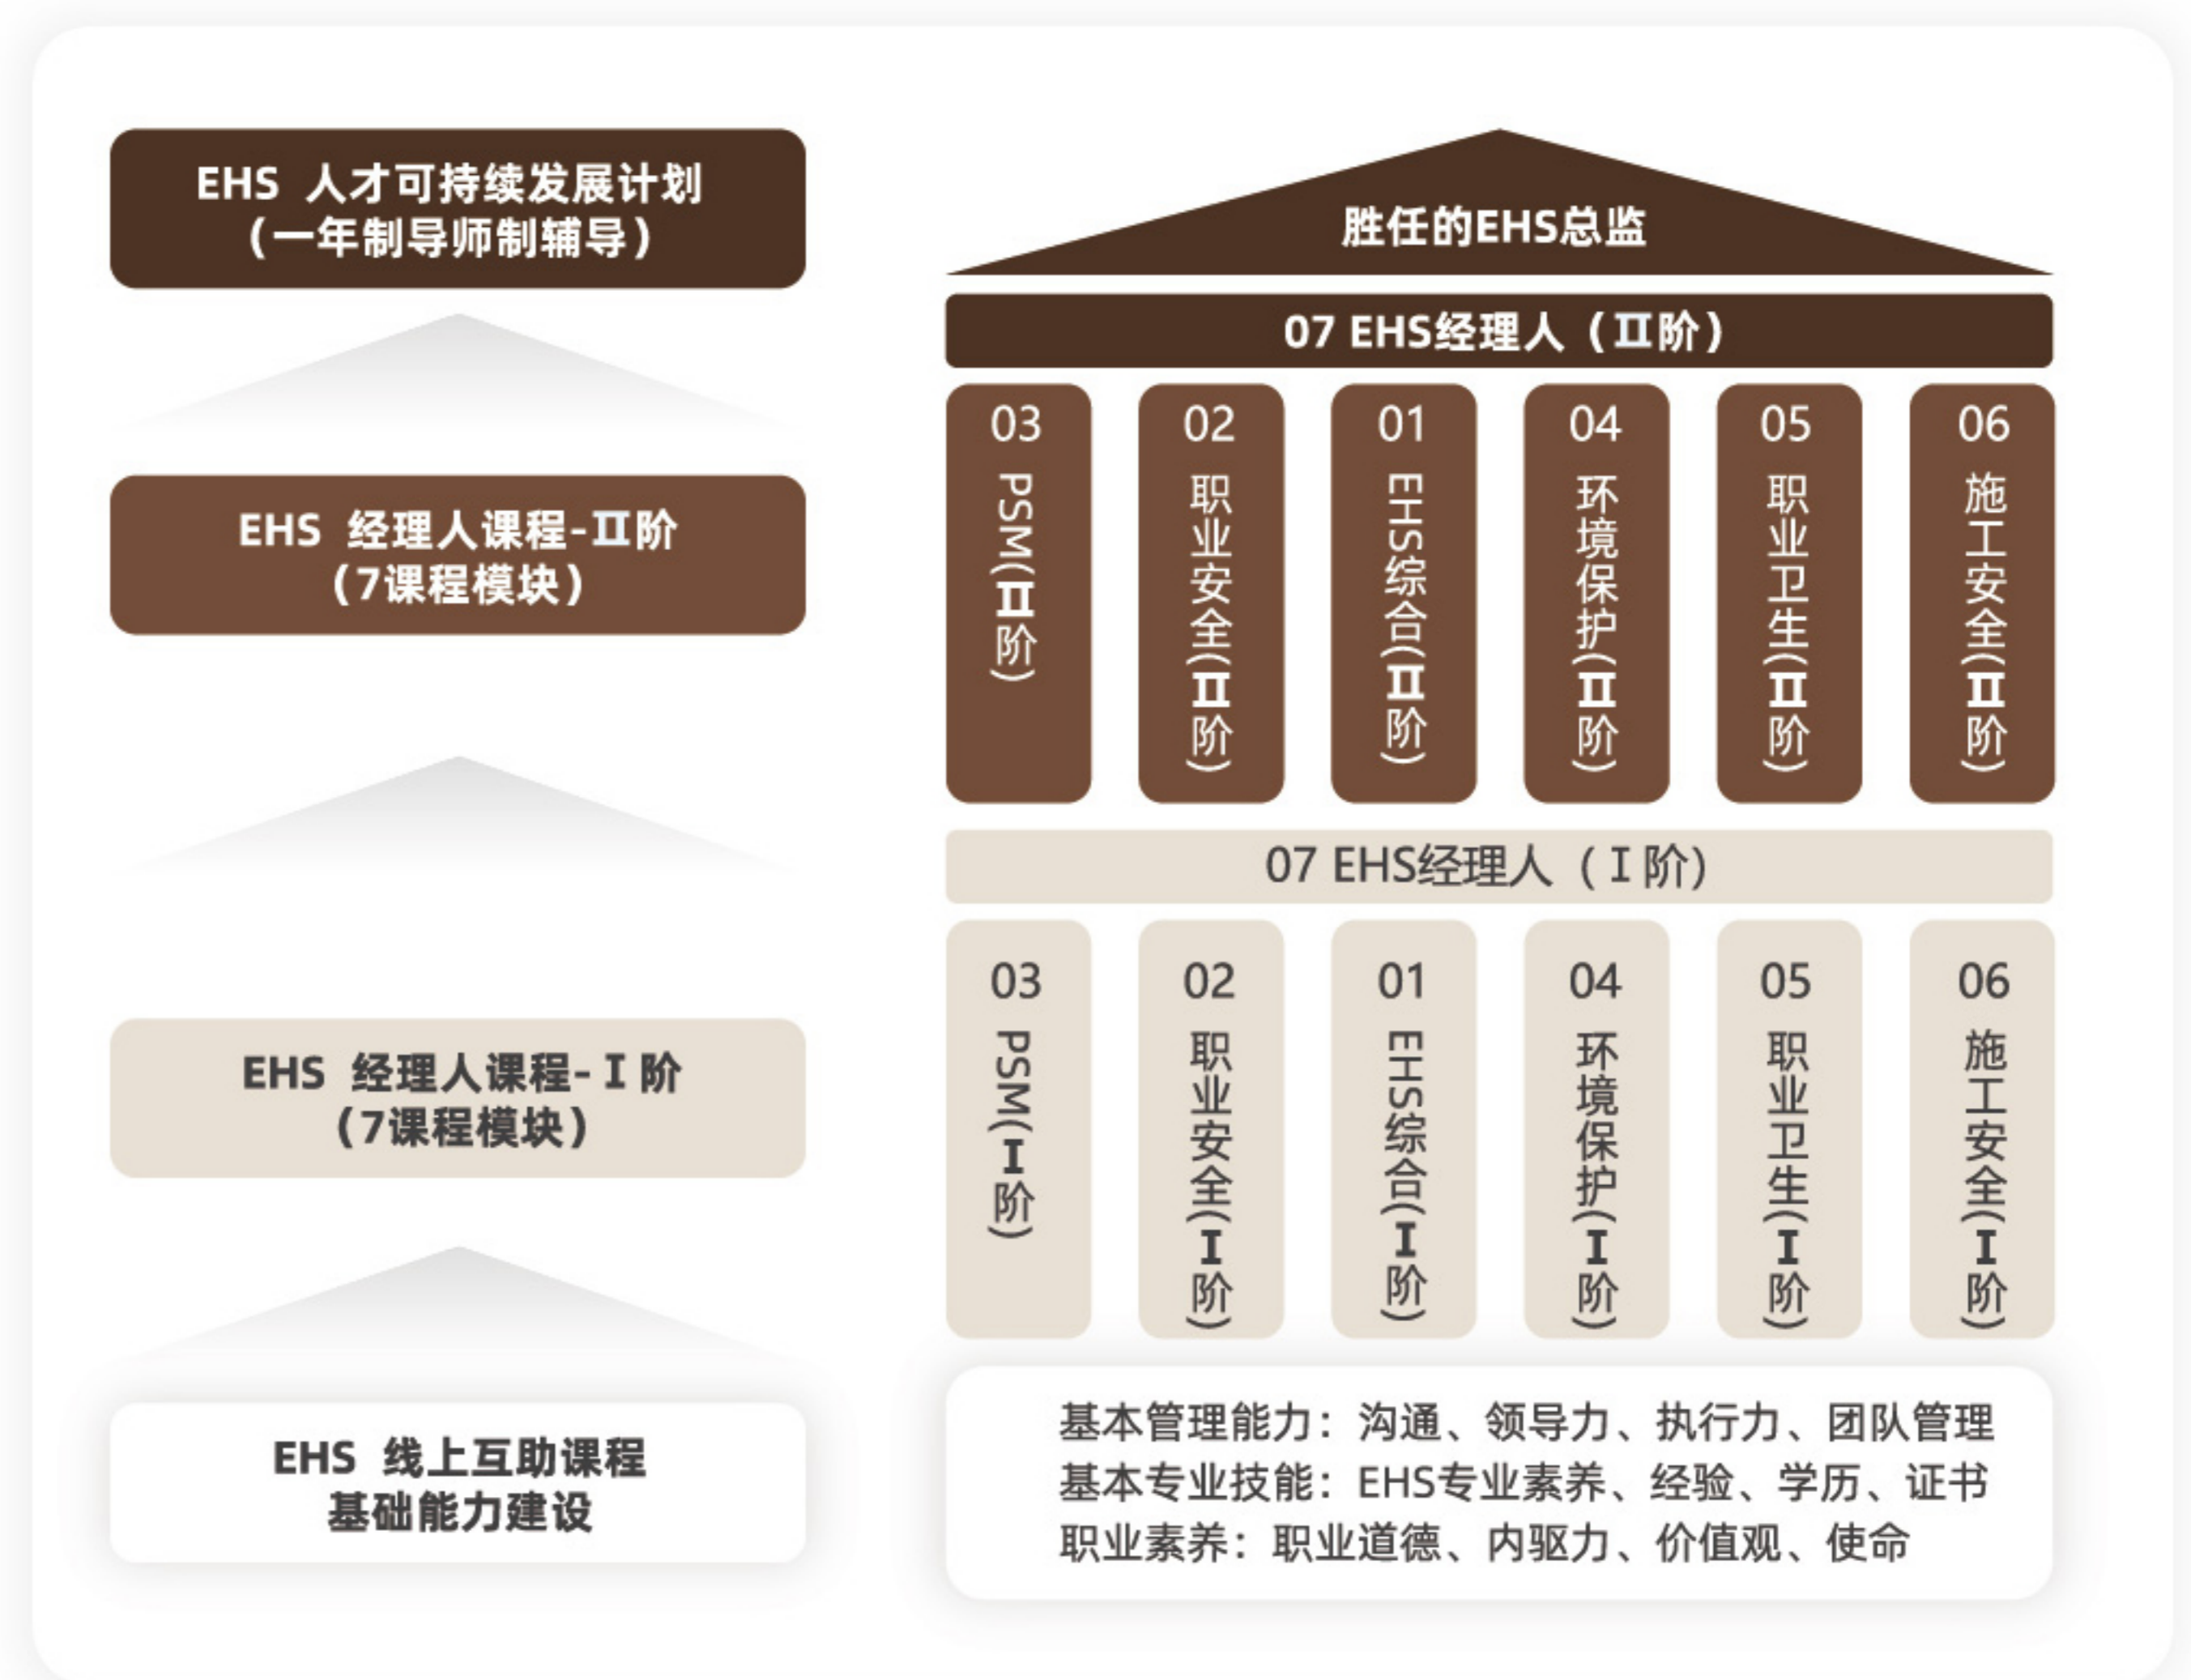 EHS 人才可持续发展计划
（一年制导师制辅导）
EHS 经理人课程-Ⅱ阶
（7课程模块）
EHS 经理人课程-Ⅰ阶
（7课程模块）
EHS 线上互助课程
基础能力建设
胜任的EHS总监
07 EHS经理人（Ⅱ阶）
03 PSM(Ⅱ阶)
02 职业安全(Ⅱ阶)
01 EHS综合(Ⅱ阶)
04 环境保护(Ⅱ阶)
05 职业卫生(Ⅱ阶)
06 施工安全(Ⅱ阶)
07 EHS经理人（Ⅰ阶）
03 PSM(Ⅰ阶)
02 职业安全(Ⅰ阶)
01 EHS综合(Ⅰ阶)
04 环境保护(Ⅰ阶)
05 职业卫生(Ⅰ阶)
06 施工安全(Ⅰ阶)
基本管理能力：沟通、领导力、执行力、团队管理
基本专业技能：EHS专业素养、经验、学历、证书
职业素养：职业道德、内驱力、价值观、使命